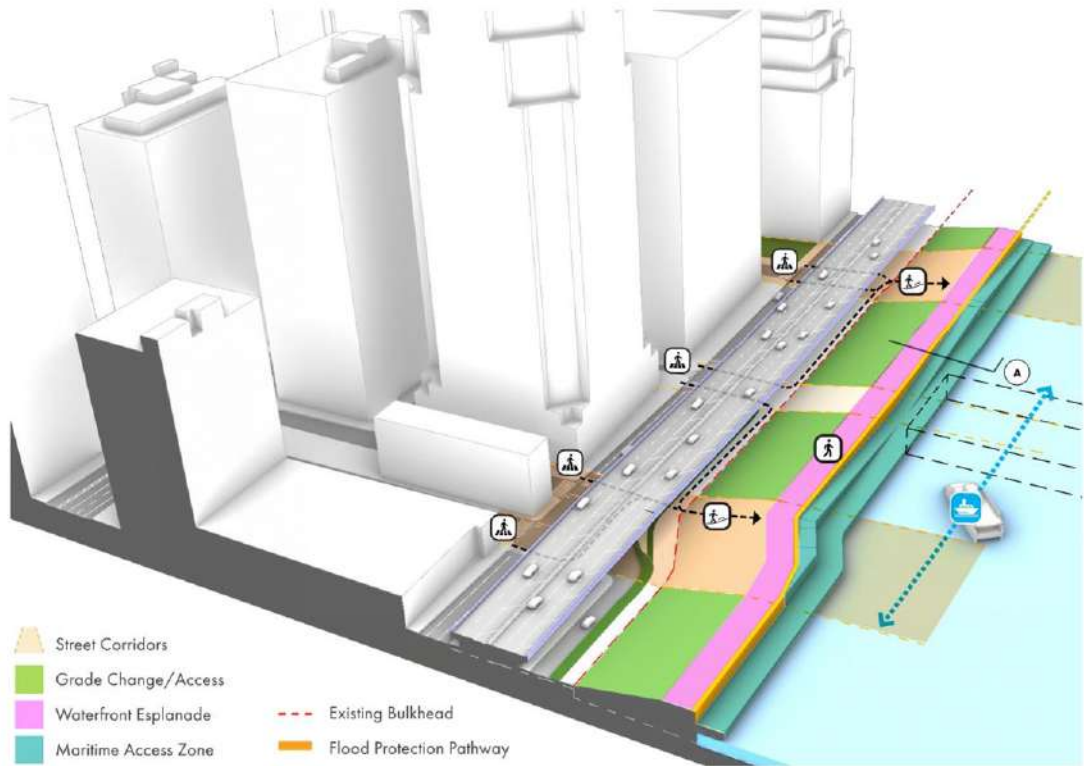 A
Street Corridors
Grade Change/Access
Waterfront Esplanade
Maritime Access Zone
Existing Bulkhead
Flood Protection Pathway